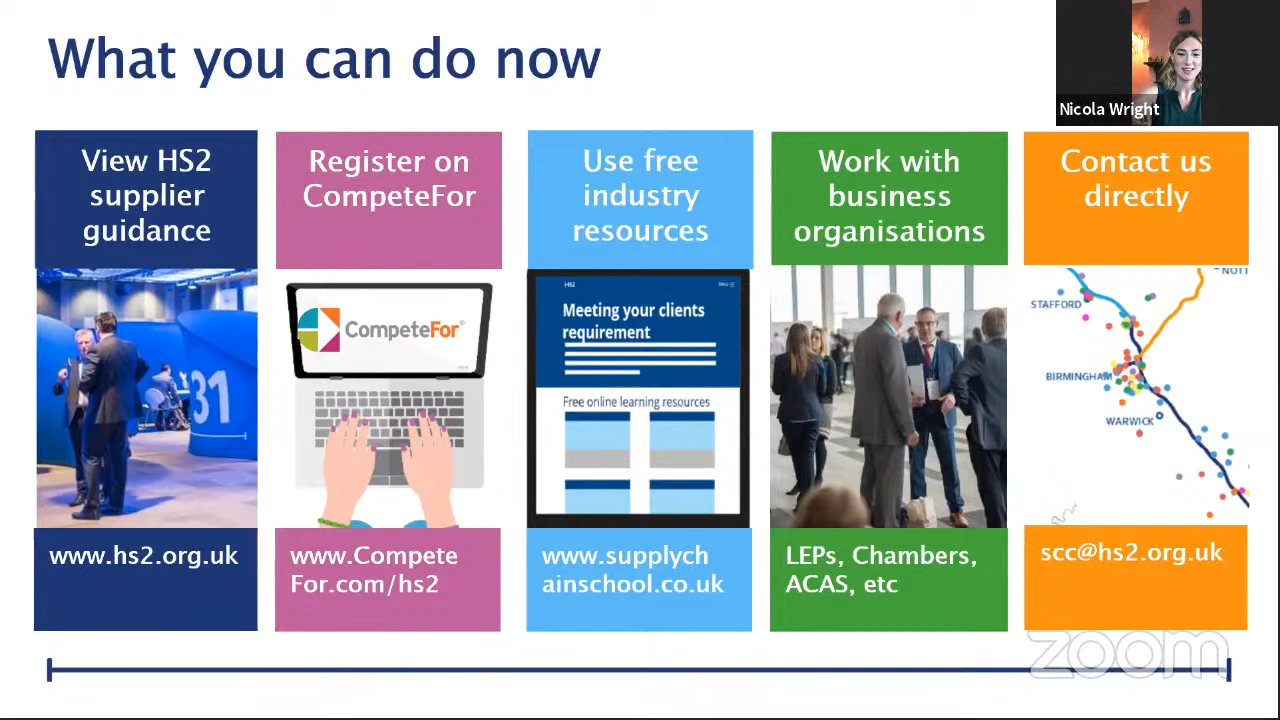 What you can do now
Nicola Wright
View HS2
supplier
guidance
Register on
CompeteFor
Use free
industry
resources
Work with
business
organisations
Contact us
directly
31
CompeteFor
HS2
Meeting your clients
requirement
Free online learning resources
NOTT
STAFFORD
BIRMINGHAM
WARWICK
www.hs2.org.uk
www.Compete
For.com/hs2
www.supplych
ainschool.co.uk
LEPs, Chambers,
ACAS, etc
scc@hs2.org.uk
zoom